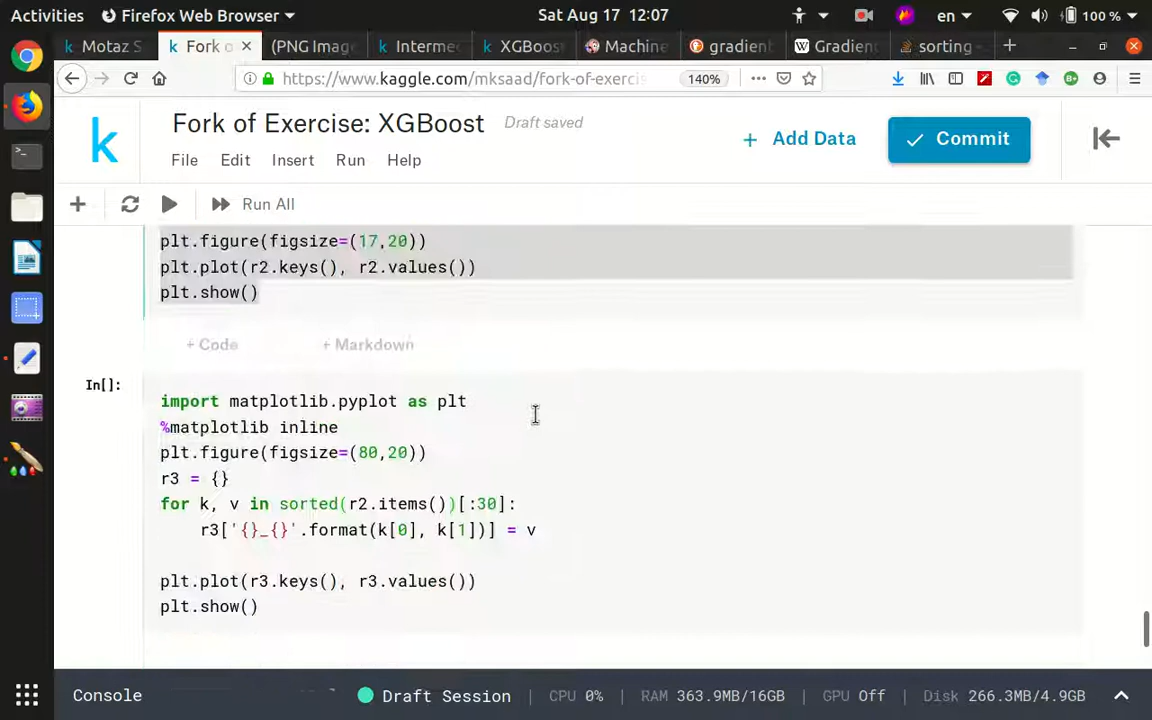 Activities Firefox Web Browser Sat Aug 17 12:07 en 100 %
k Motaz S k Fork o (PNG Image k Intermed k XGBoos Machine gradient W Gradien sorting
https://www.kaggle.com/mksaad/fork-of-exerci 140%
k Fork of Exercise: XGBoost Draft saved + Add Data Commit
File Edit Insert Run Help
Run All
plt.figure(figsize=(17,20))
plt.plot(r2.keys(), r2.values())
plt.show()
+ Code + Markdown
In[]:
import matplotlib.pyplot as plt
%matplotlib inline
plt.figure(figsize=(80,20))
r3 = {}
for k, v in sorted(r2.items())[:30]:
    r3['{}_{}'.format(k[0], k[1])] = v
plt.plot(r3.keys(), r3.values())
plt.show()
Console Draft Session CPU 0% RAM 363.9MB/16GB GPU Off Disk 266.3MB/4.9GB